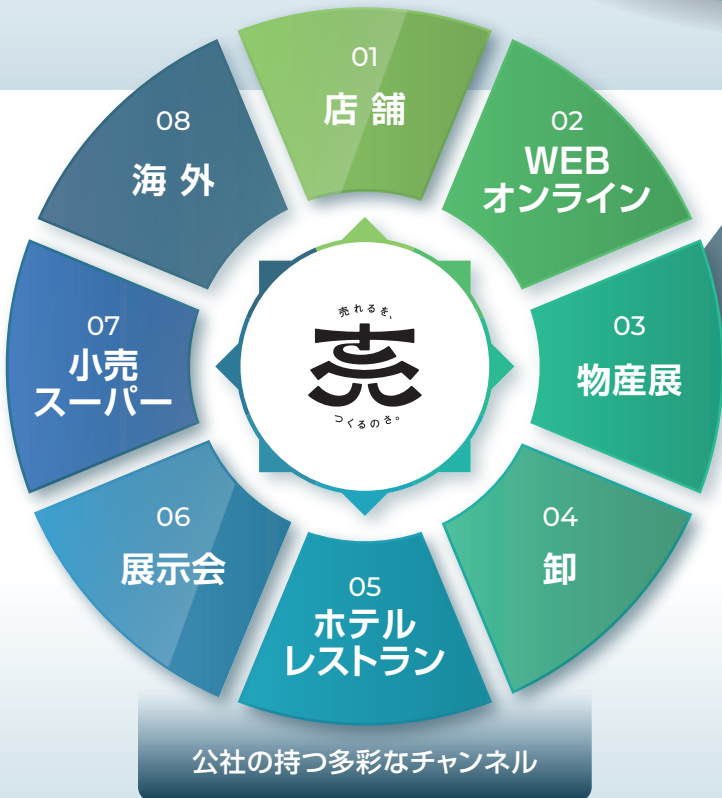 01
店舗
02
WEB
オンライン
03
物産展
04
卸
05
ホテル
レストラン
06
展示会
07
小売
スーパー
08
海外
売れるを、
売
つくるのさ。
公社の持つ多彩なチャンネル